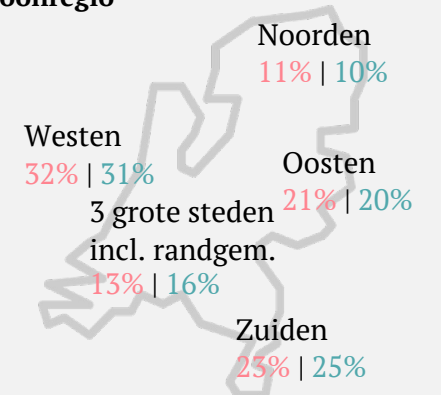 Noorden
11% | 10%
Westen
32% | 31%
Oosten
21% | 20%
3 grote steden
incl. randgem.
13% | 16%
Zuiden
23% | 25%